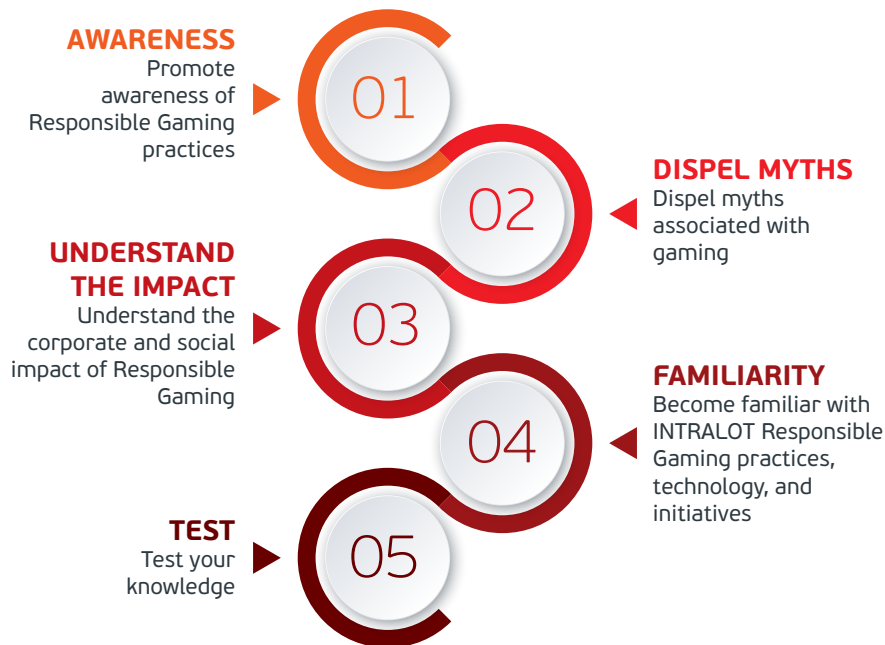 AWARENESS
Promote
awareness of
Responsible Gaming
practices
01
02
DISPEL MYTHS
Dispel myths
associated with
gaming
UNDERSTAND
THE IMPACT
Understand the
corporate and social
impact of Responsible
Gaming
03
04
FAMILIARITY
Become familiar with
INTRALOT Responsible
Gaming practices,
technology, and
initiatives
TEST
Test your
knowledge
05